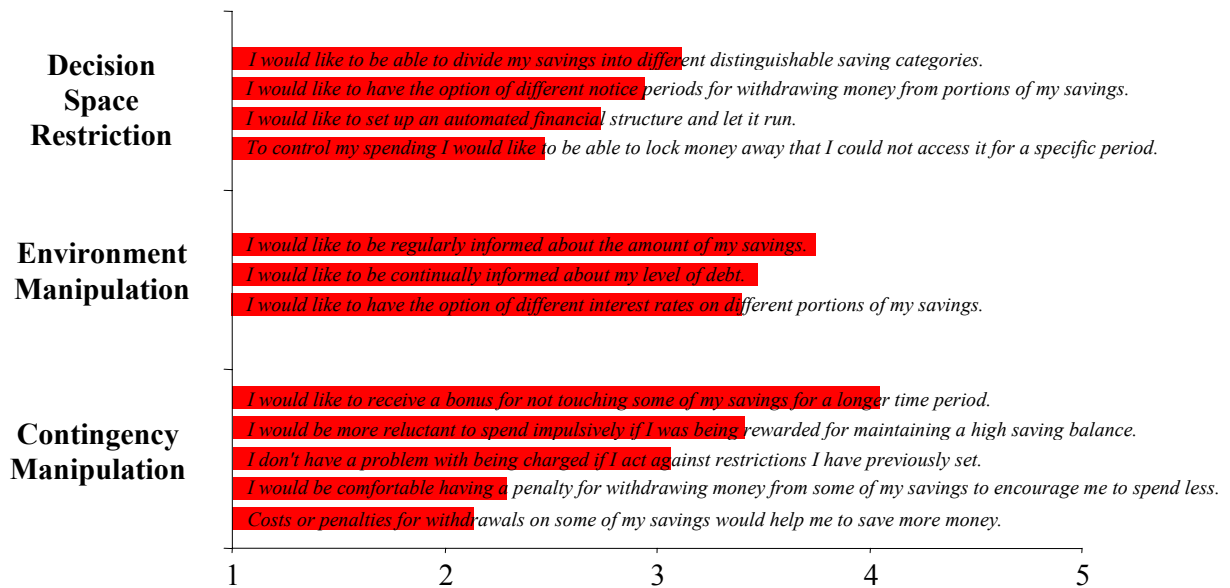 Decision
Space
Restriction
I would like to be able to divide my savings into different distinguishable saving categories.
I would like to have the option of different notice periods for withdrawing money from portions of my savings.
I would like to set up an automated financial structure and let it run.
To control my spending I would like to be able to lock money away that I could not access it for a specific period.
Environment
Manipulation
I would like to be regularly informed about the amount of my savings.
I would like to be continually informed about my level of debt.
I would like to have the option of different interest rates on different portions of my savings.
Contingency
Manipulation
I would like to receive a bonus for not touching some of my savings for a longer time period.
I would be more reluctant to spend impulsively if I was being rewarded for maintaining a high saving balance.
I don't have a problem with being charged if I act against restrictions I have previously set.
I would be comfortable having a penalty for withdrawing money from some of my savings to encourage me to spend less.
Costs or penalties for withdrawals on some of my savings would help me to save more money.
1 2 3 4 5